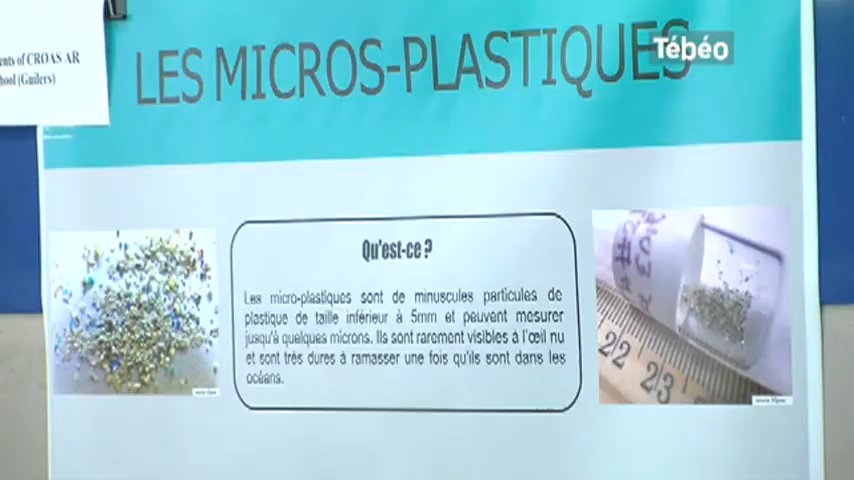 ents of CROAS AR
hool (Guilers)
LES MICROS-PLASTIQUES
Tébéo
Qu'est-ce ?
Les micro-plastiques sont de minuscules particules de
plastique de taille inférieur à 5mm et peuvent mesurer
jusqu'à quelques microns. Ils sont rarement visibles à l'œil nu
et sont très dures à ramasser une fois qu'ils sont dans les
océans.
22 23